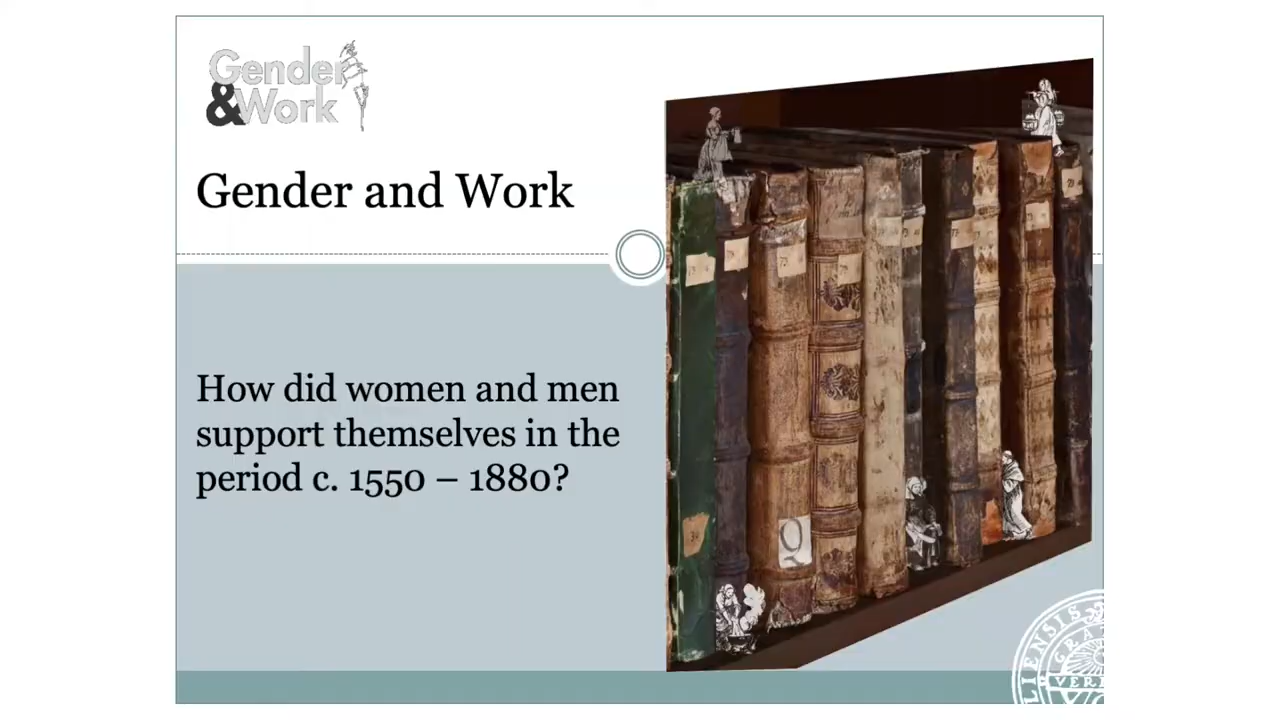 Gender
&Work
Gender and Work
How did women and men
support themselves in the
period c. 1550 – 1880?
Q